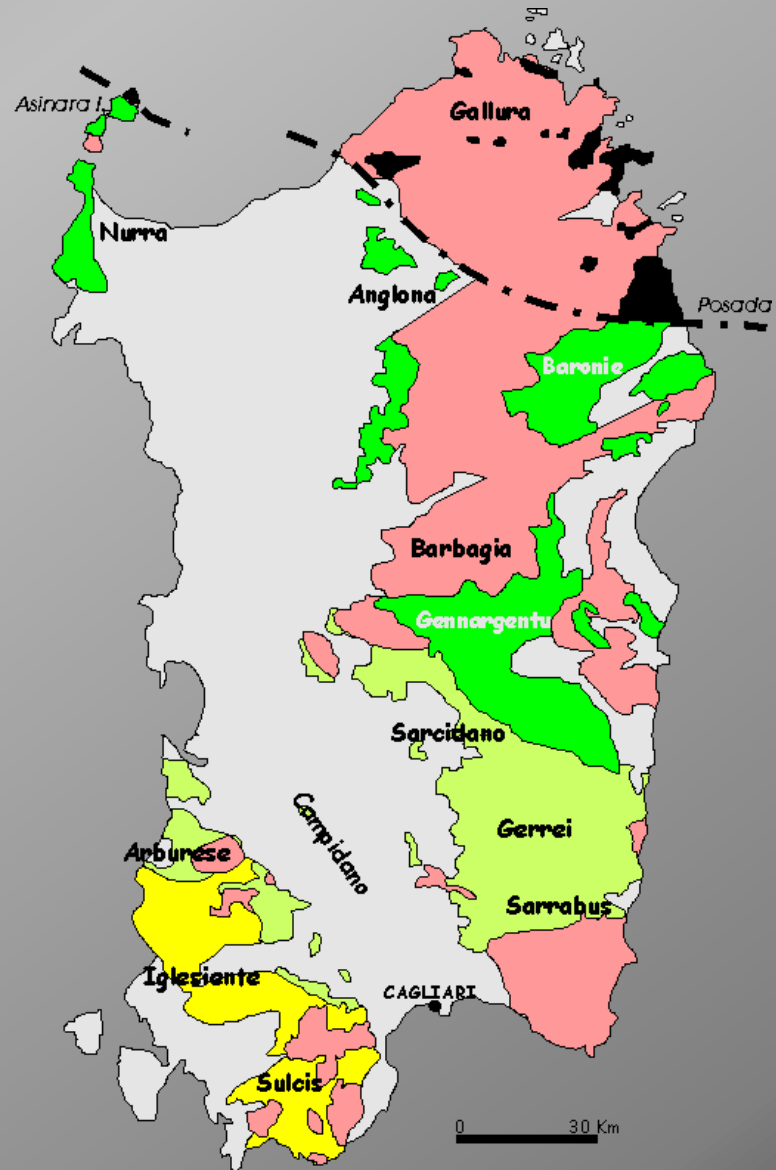 Gallura
Asinara I.
Nurra
Anglona
Posada
Baronie
Barbagia
Gennargentu
Sarcidano
Campidano
Gerrei
Arburese
Sarrabus
Iglesiente
CAGLIARI
Sulcis
0 30 Km